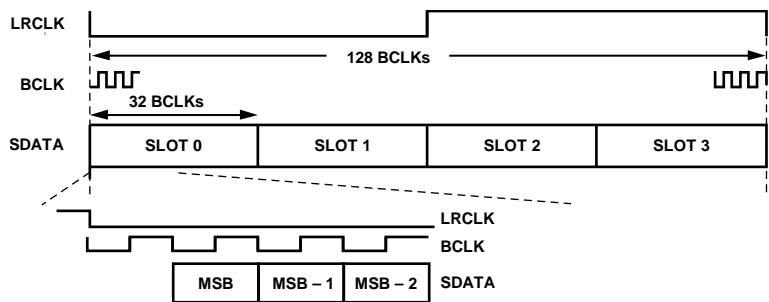 LRCLK
128 BCLKs
BCLK
32 BCLKs
SDATA
SLOT 0
SLOT 1
SLOT 2
SLOT 3
LRCLK
BCLK
MSB
MSB – 1
MSB – 2
SDATA